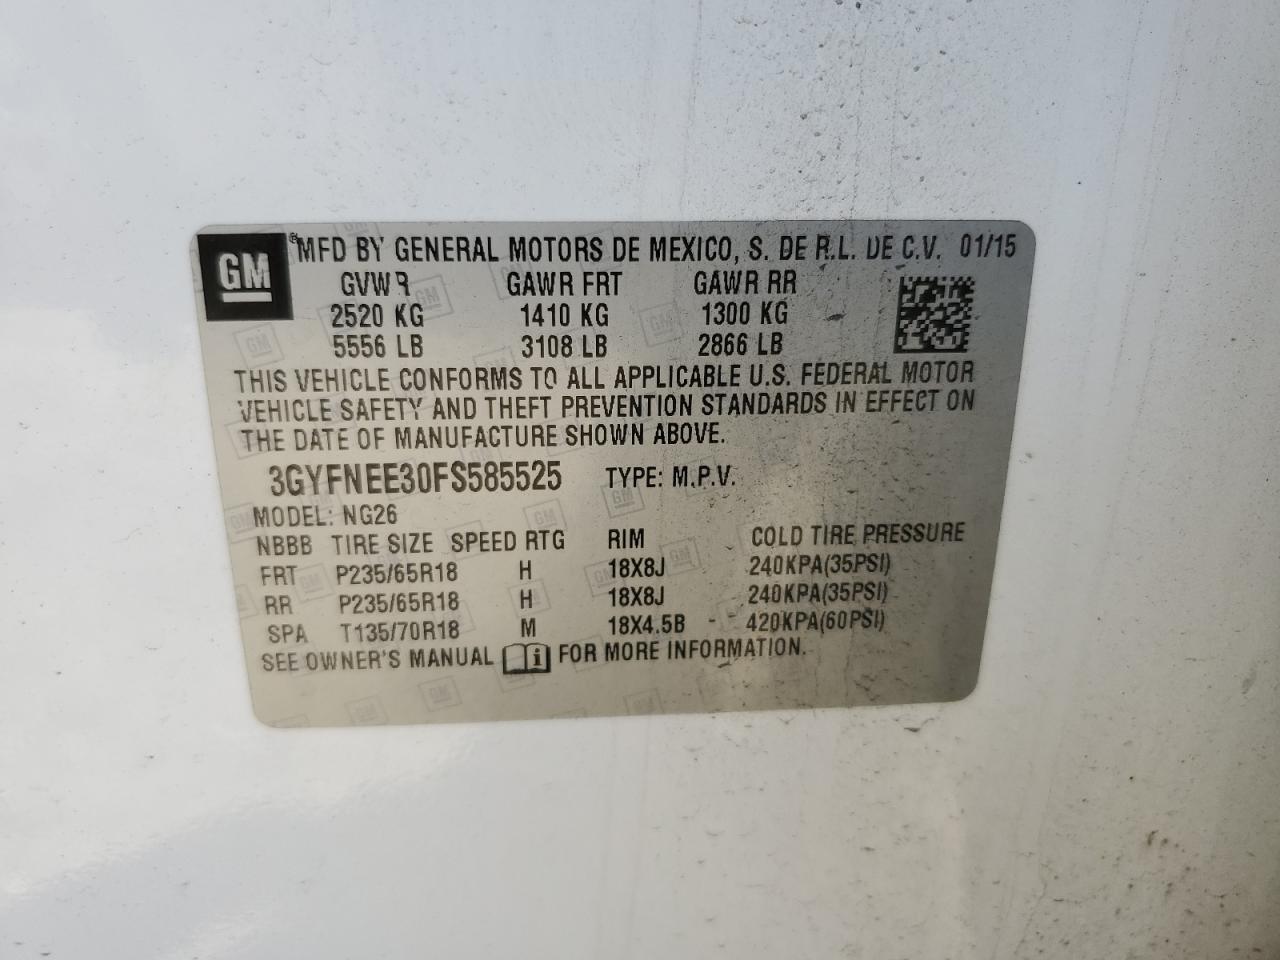 GM
MFD BY GENERAL MOTORS DE MEXICO, S. DE R.L. DE C.V. 01/15
GVWR GAWR FRT GAWR RR
2520 KG 1410 KG 1300 KG
5556 LB 3108 LB 2866 LB
THIS VEHICLE CONFORMS TO ALL APPLICABLE U.S. FEDERAL MOTOR
VEHICLE SAFETY AND THEFT PREVENTION STANDARDS IN EFFECT ON
THE DATE OF MANUFACTURE SHOWN ABOVE.
3GYFNEE30FS585525 TYPE: M.P.V.
MODEL: NG26
NBBB TIRE SIZE SPEED RTG RIM COLD TIRE PRESSURE
FRT P235/65R18 H 18X8J 240KPA(35PSI)
RR P235/65R18 H 18X8J 240KPA(35PSI)
SPA T135/70R18 M 18X4.5B 420KPA(60PSI)
SEE OWNER'S MANUAL i FOR MORE INFORMATION.